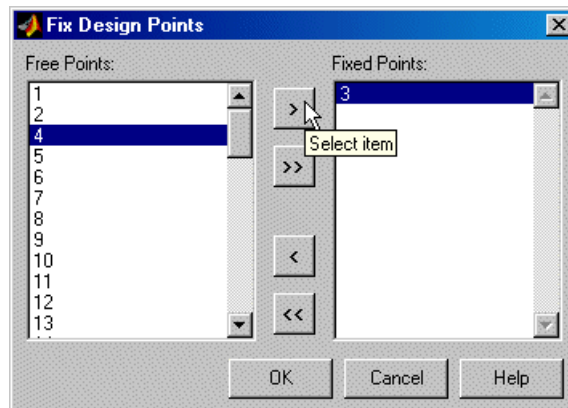 Fix Design Points
Free Points:
Fixed Points:
1
2
4
5
6
7
8
9
10
11
12
13
3
>
Select item
>>
<
<<
OK
Cancel
Help